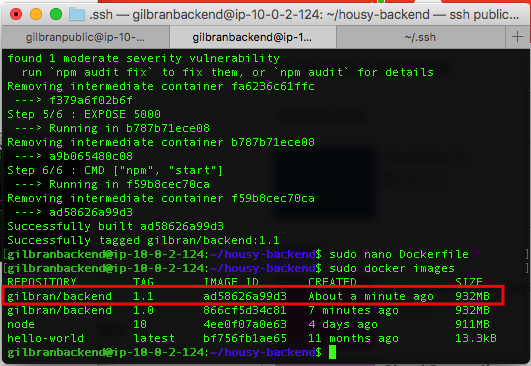 .ssh — gilbranbackend@ip-10-0-2-124: ~/housy-backend — ssh public...
gilbranpublic@ip-10-... gilbranbackend@ip-1... ~/.ssh
found 1 moderate severity vulnerability
run `npm audit fix` to fix them, or `npm audit` for details
Removing intermediate container fa6236c61ffc
---> f379a6f02b6f
Step 5/6 : EXPOSE 5000
---> Running in b787b71ece08
Removing intermediate container b787b71ece08
---> a9b065480c08
Step 6/6 : CMD ["npm", "start"]
---> Running in f59b8cec70ca
Removing intermediate container f59b8cec70ca
---> ad58626a99d3
Successfully built ad58626a99d3
Successfully tagged gilbran/backend:1.1
[gilbranbackend@ip-10-0-2-124:~/housy-backend$ sudo nano Dockerfile ]
[gilbranbackend@ip-10-0-2-124:~/housy-backend$ sudo docker images ]
REPOSITORY TAG IMAGE ID CREATED SIZE
gilbran/backend 1.1 ad58626a99d3 About a minute ago 932MB
gilbran/backend 1.0 866cf5d34c81 7 minutes ago 932MB
node 10 4ee0f07a0e63 4 days ago 911MB
hello-world latest bf756fb1ae65 11 months ago 13.3kB
gilbranbackend@ip-10-0-2-124:~/housy-backend$